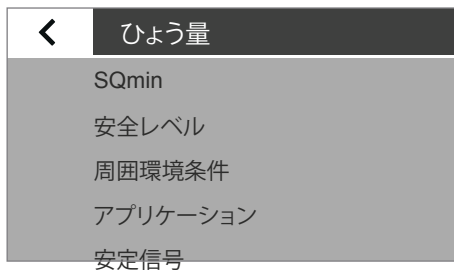 ひょう量
SQmin
安全レベル
周囲環境条件
アプリケーション
安定信号